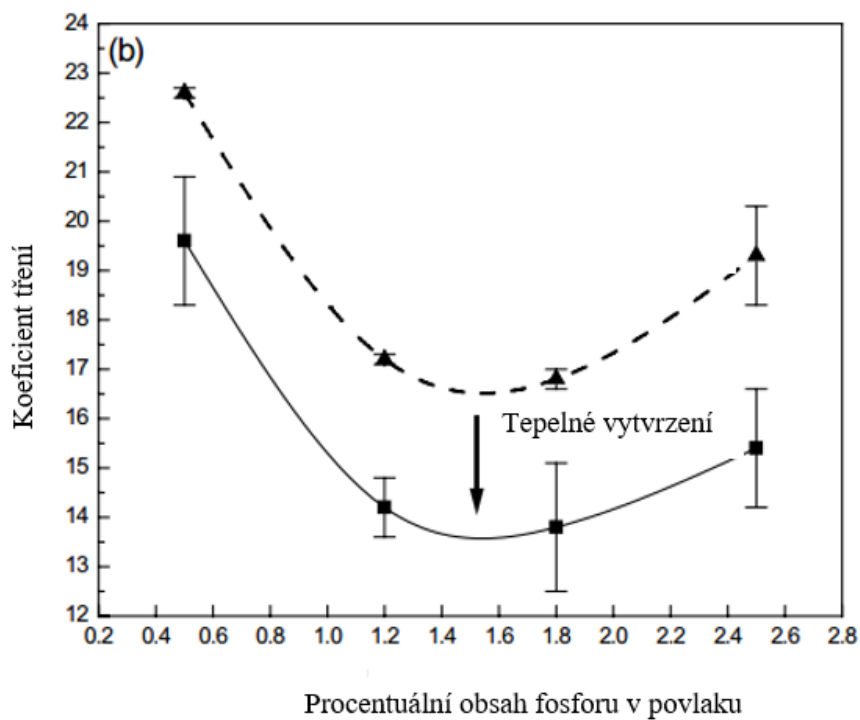 (b)
24
23
22
21
20
19
18
17
16
15
14
13
12
0.2 0.4 0.6 0.8 1.0 1.2 1.4 1.6 1.8 2.0 2.2 2.4 2.6 2.8
Koeficient tření
Tepelné vytvrzení
Procentuální obsah fosforu v povlaku